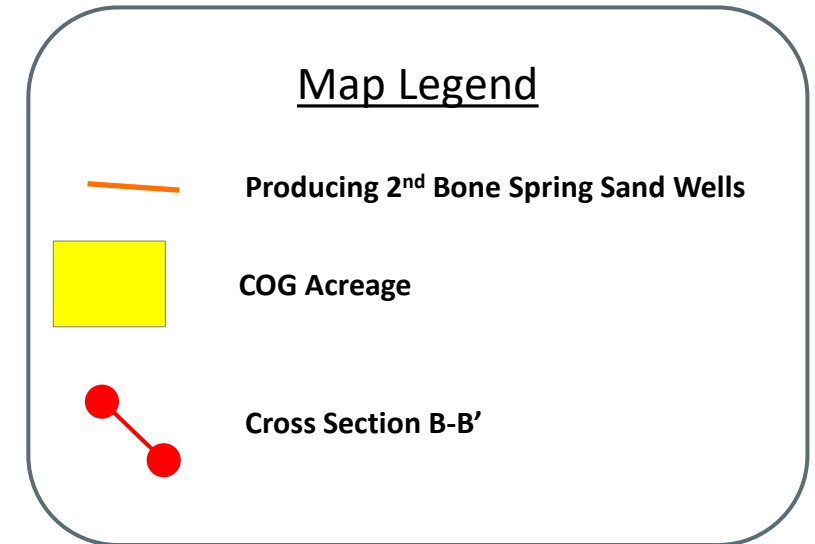 Map Legend
Producing 2nd Bone Spring Sand Wells
COG Acreage
Cross Section B-B’